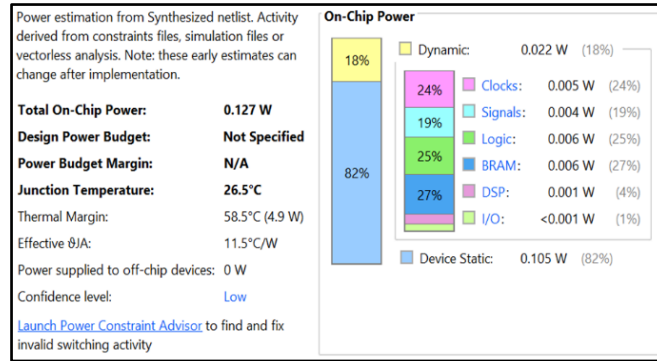 Power estimation from Synthesized netlist. Activity
derived from constraints files, simulation files or
vectorless analysis. Note: these early estimates can
change after implementation.
Total On-Chip Power: 0.127 W
Design Power Budget: Not Specified
Power Budget Margin: N/A
Junction Temperature: 26.5°C
Thermal Margin: 58.5°C (4.9 W)
Effective ϑJA: 11.5°C/W
Power supplied to off-chip devices: 0 W
Confidence level: Low
Launch Power Constraint Advisor to find and fix
invalid switching activity
On-Chip Power
18%
82%
Dynamic: 0.022 W (18%)
24% Clocks: 0.005 W (24%)
19% Signals: 0.004 W (19%)
25% Logic: 0.006 W (25%)
27% BRAM: 0.006 W (27%)
DSP: 0.001 W (4%)
I/O: <0.001 W (1%)
Device Static: 0.105 W (82%)